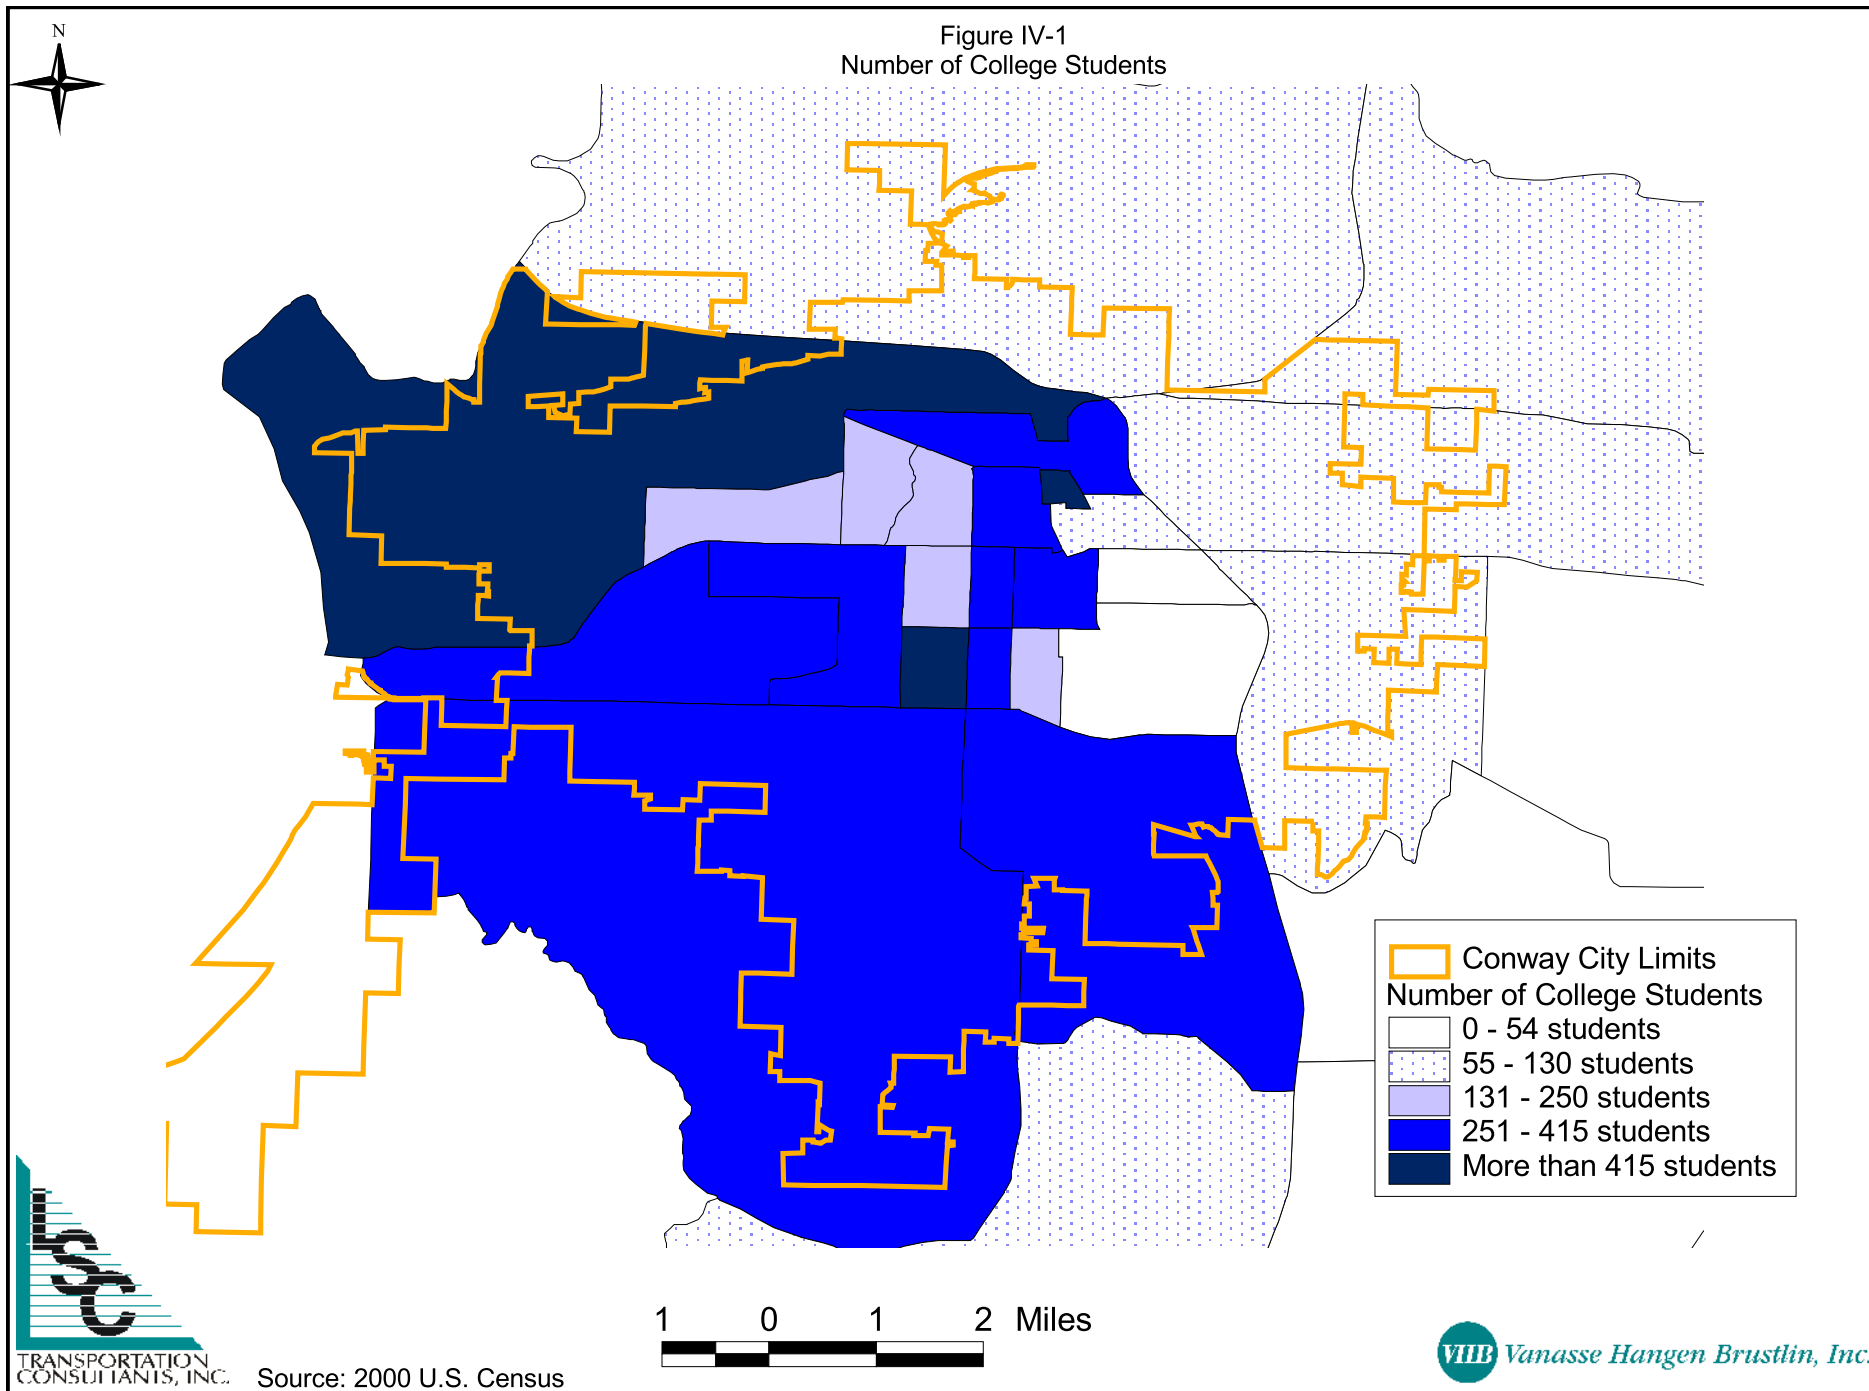 Figure IV-1
Number of College Students
N
Conway City Limits
Number of College Students
0 - 54 students
55 - 130 students
131 - 250 students
251 - 415 students
More than 415 students
1 0 1 2 Miles
LSC
TRANSPORTATION
CONSULTANTS, INC.
Source: 2000 U.S. Census
VHB Vanasse Hangen Brustlin, Inc.